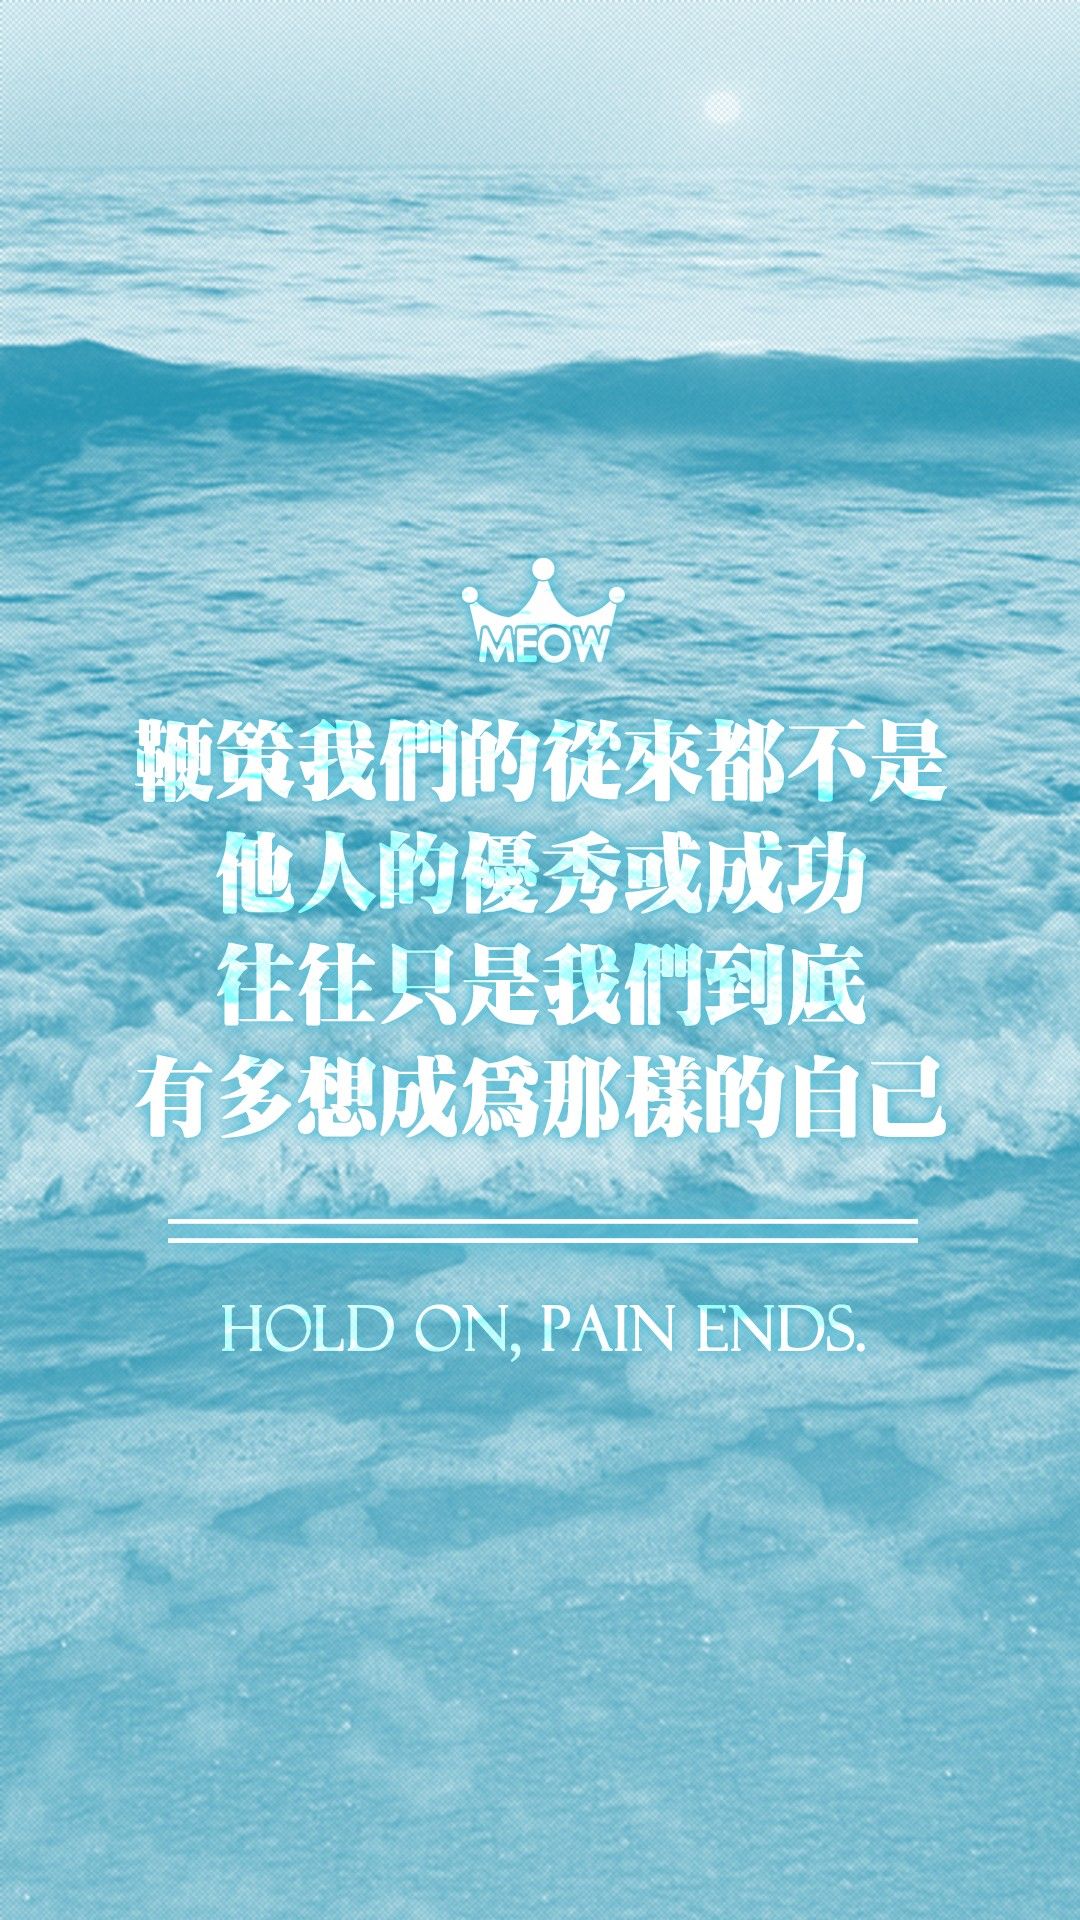 MEOW
鞭策我們的從來都不是
他人的優秀或成功
往往只是我們到底
有多想成爲那樣的自己
HOLD ON, PAIN ENDS.